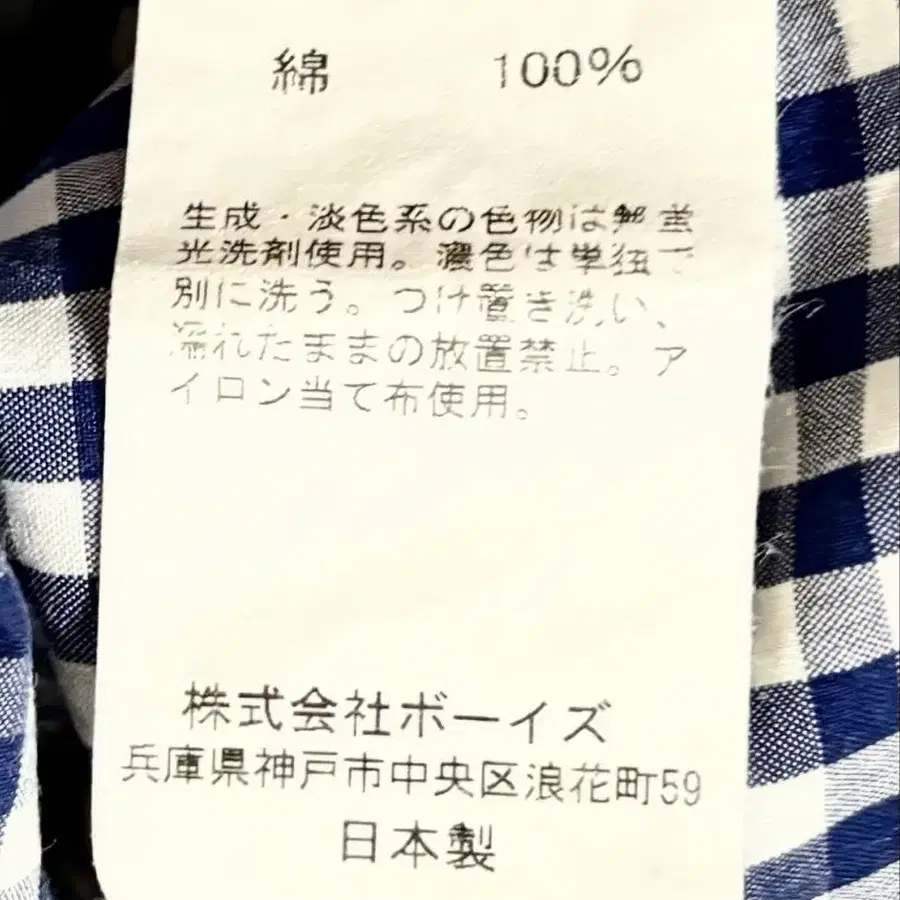 綿 100%
生成・淡色系の色物は無蛍
光洗剤使用。濃色は単独で
別に洗う。つけ置き洗い、
濡れたままの放置禁止。ア
イロン当て布使用。
株式会社ボーイズ
兵庫県神戸市中央区浪花町59
日本製